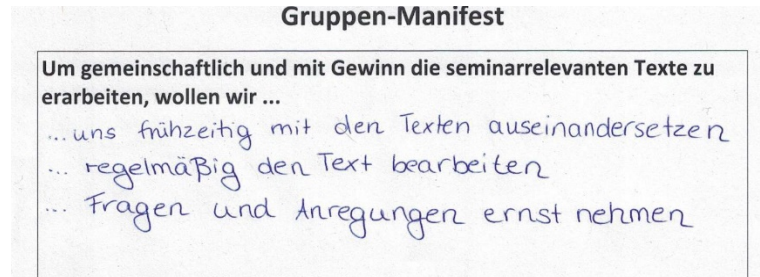 Gruppen-Manifest
Um gemeinschaftlich und mit Gewinn die seminarrelevanten Texte zu
erarbeiten, wollen wir ...
...uns frühzeitig mit den Texten auseinandersetzen
... regelmäßig den Text bearbeiten
... Fragen und Anregungen ernst nehmen